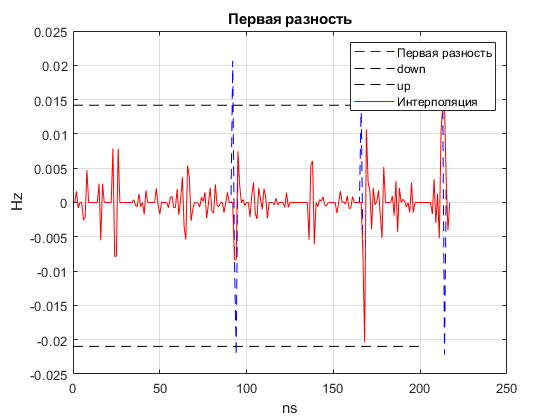 Первая разность
0.025
0.02
0.015
0.01
0.005
0
-0.005
-0.01
-0.015
-0.02
-0.025
Hz
Первая разность
down
up
Интерполяция
0 50 100 150 200 250
ns